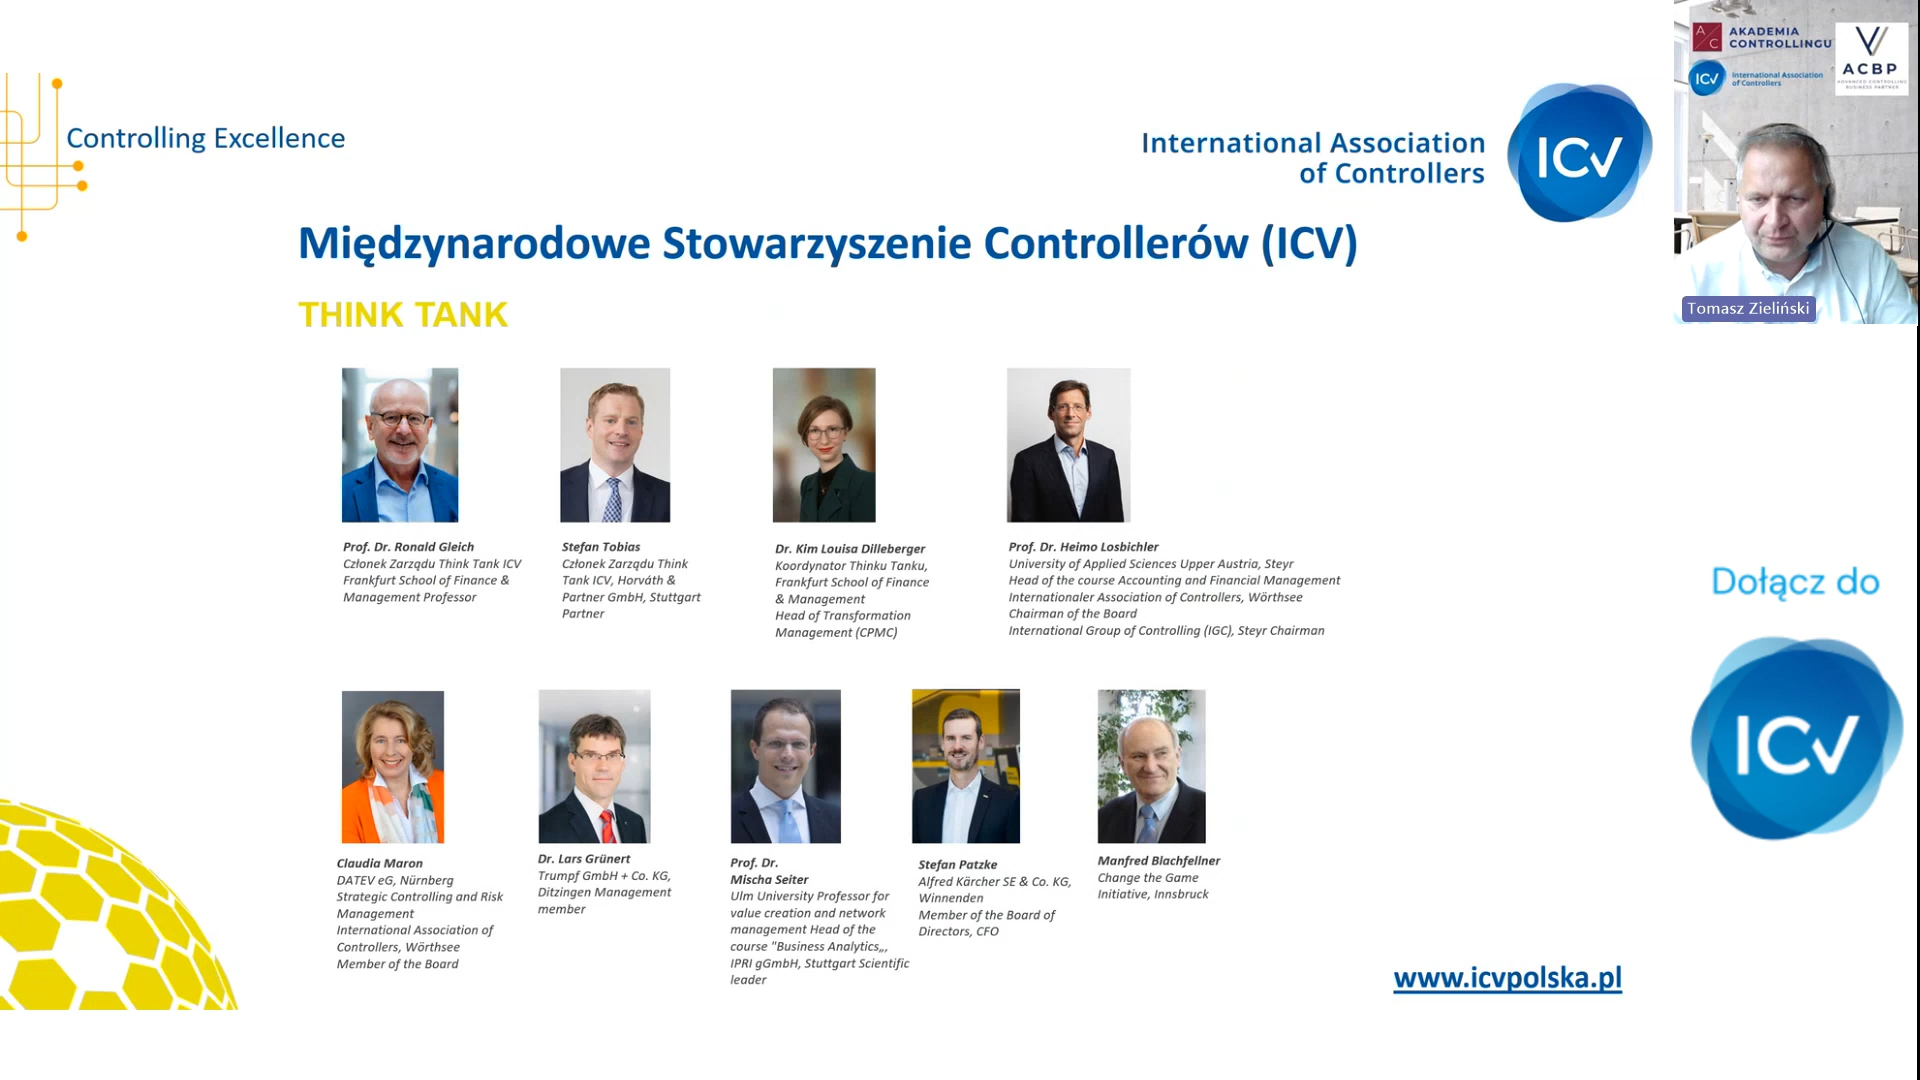 Controlling Excellence
International Association
of Controllers
ICV
Międzynarodowe Stowarzyszenie Controllerów (ICV)
THINK TANK
Prof. Dr. Ronald Gleich
Członek Zarządu Think Tank ICV
Frankfurt School of Finance &
Management Professor
Stefan Tobias
Członek Zarządu Think
Tank ICV, Horváth &
Partner GmbH, Stuttgart
Partner
Dr. Kim Louisa Dilleberger
Koordynator Thinku Tanku,
Frankfurt School of Finance
& Management
Head of Transformation
Management (CPMC)
Prof. Dr. Heimo Losbichler
University of Applied Sciences Upper Austria, Steyr
Head of the course Accounting and Financial Management
Internationaler Association of Controllers, Wörthsee
Chairman of the Board
International Group of Controlling (IGC), Steyr Chairman
Claudia Maron
DATEV eG, Nürnberg
Strategic Controlling and Risk
Management
International Association of
Controllers, Wörthsee
Member of the Board
Dr. Lars Grünert
Trumpf GmbH + Co. KG,
Ditzingen Management
member
Prof. Dr.
Mischa Seiter
Ulm University Professor for
value creation and network
management Head of the
course "Business Analytics„,
IPRI gGmbH, Stuttgart Scientific
leader
Stefan Patzke
Alfred Kärcher SE & Co. KG,
Winnenden
Member of the Board of
Directors, CFO
Manfred Blachfellner
Change the Game
Initiative, Innsbruck
www.icvpolska.pl
AC
AKADEMIA
CONTROLLINGU
ICV
International Association
of Controllers
ACBP
ADVANCED CONTROLLING
BUSINESS PARTNER
Tomasz Zieliński
Dołącz do
ICV